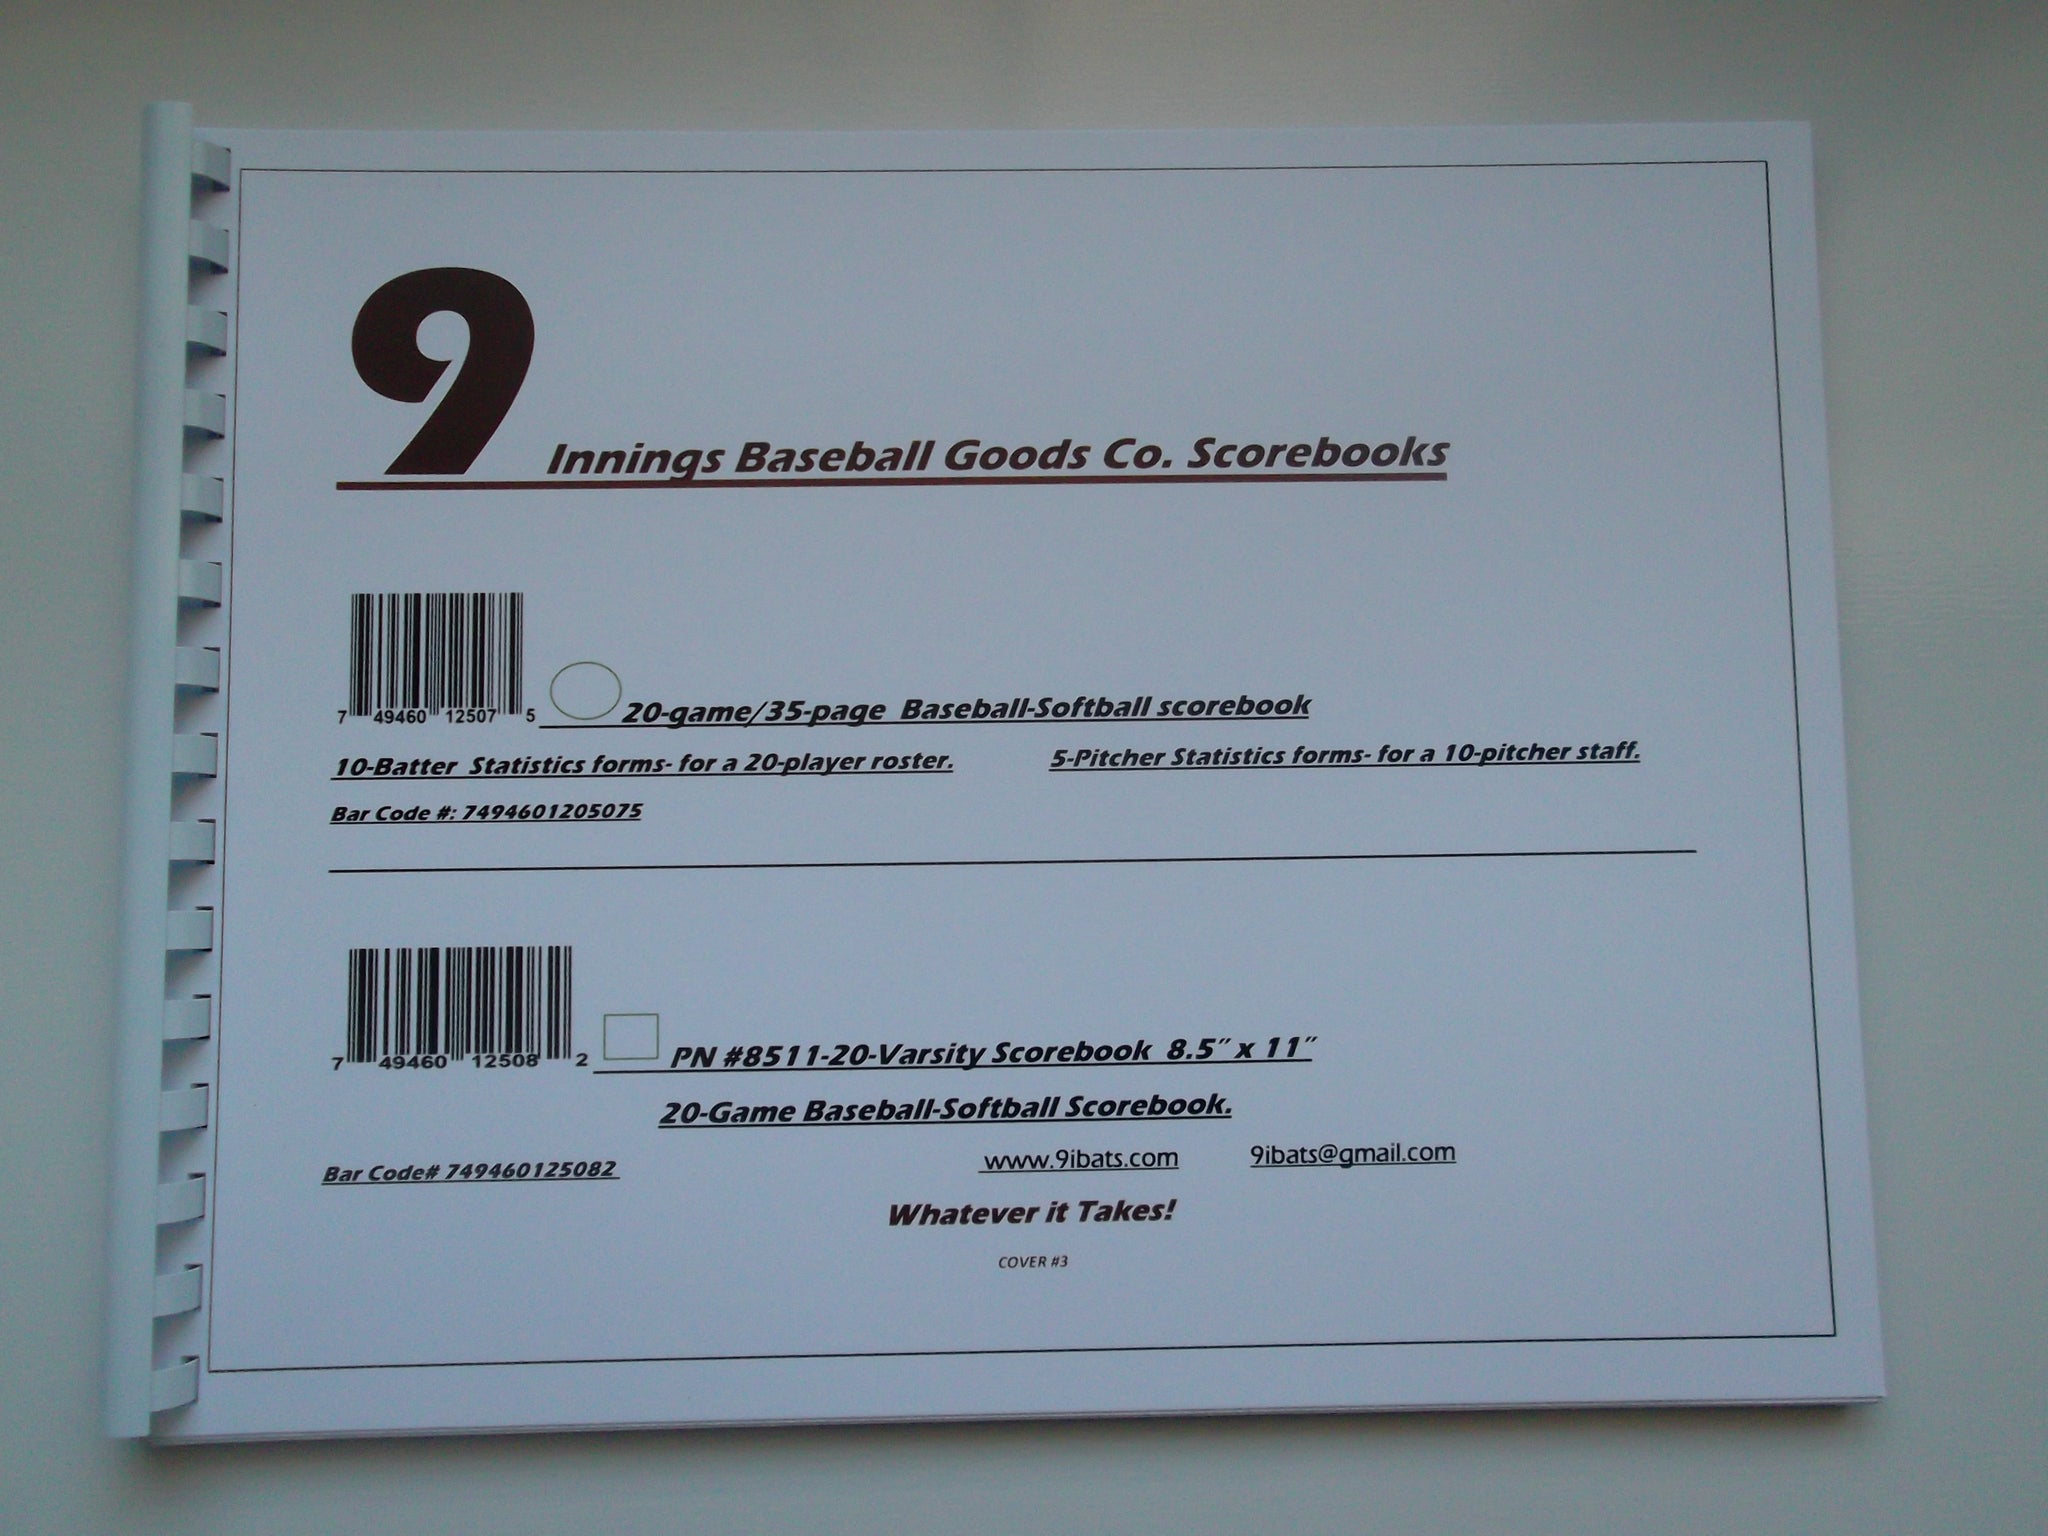 9 Innings Baseball Goods Co. Scorebooks
7 49460 12507 5
20-game/35-page Baseball-Softball scorebook
10-Batter Statistics forms- for a 20-player roster. 5-Pitcher Statistics forms- for a 10-pitcher staff.
Bar Code #: 7494601205075
7 49460 12508 2
PN #8511-20-Varsity Scorebook 8.5" x 11"
20-Game Baseball-Softball Scorebook.
www.9ibats.com 9ibats@gmail.com
Bar Code# 749460125082
Whatever it Takes!
COVER #3